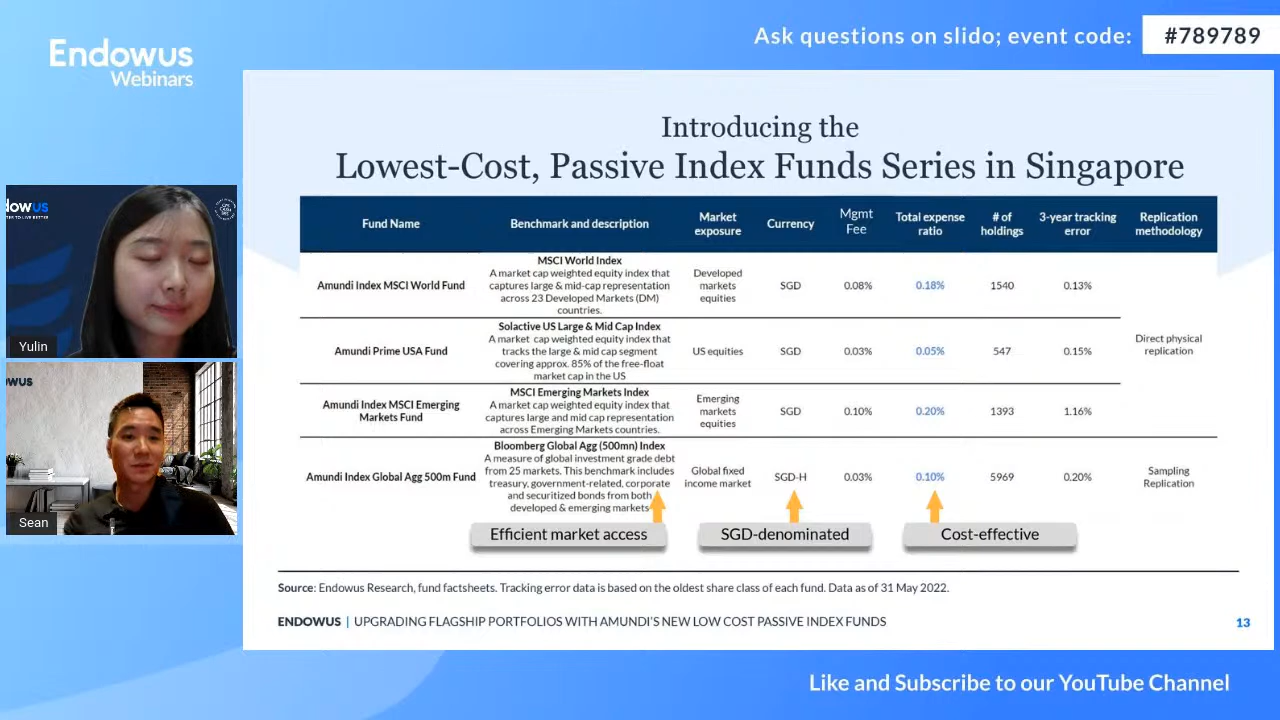 Endowus
Webinars
Ask questions on slido; event code:
#789789
Introducing the
Lowest-Cost, Passive Index Funds Series in Singapore
Fund Name
Benchmark and description
Market
exposure
Currency
Mgmt
Fee
Total expense
ratio
# of
holdings
3-year tracking
error
Replication
methodology
Amundi Index MSCI World Fund
MSCI World Index
A market cap weighted equity index that
captures large & mid-cap representation
across 23 Developed Markets (DM)
countries.
Developed
markets
equities
SGD
0.08%
0.18%
1540
0.13%
Direct physical
replication
Amundi Prime USA Fund
Solactive US Large & Mid Cap Index
A market cap weighted equity index that
tracks the large & mid cap segment
covering approx. 85% of the free-float
market cap in the US
US equities
SGD
0.03%
0.05%
547
0.15%
Amundi Index MSCI Emerging
Markets Fund
MSCI Emerging Markets Index
A market cap weighted equity index that
captures large and mid cap representation
across Emerging Markets countries.
Emerging
markets
equities
SGD
0.10%
0.20%
1393
1.16%
Amundi Index Global Agg 500m Fund
Bloomberg Global Agg (500mn) Index
A measure of global investment grade debt
from 25 markets. This benchmark includes
treasury, government-related, corporate
and securitized bonds from both
developed & emerging markets
Global fixed
income market
SGD-H
0.03%
0.10%
5969
0.20%
Sampling
Replication
Efficient market access
SGD-denominated
Cost-effective
Source: Endowus Research, fund factsheets. Tracking error data is based on the oldest share class of each fund. Data as of 31 May 2022.
ENDOWUS | UPGRADING FLAGSHIP PORTFOLIOS WITH AMUNDI'S NEW LOW COST PASSIVE INDEX FUNDS
13
dowus
Yulin
owus
Sean
Like and Subscribe to our YouTube Channel